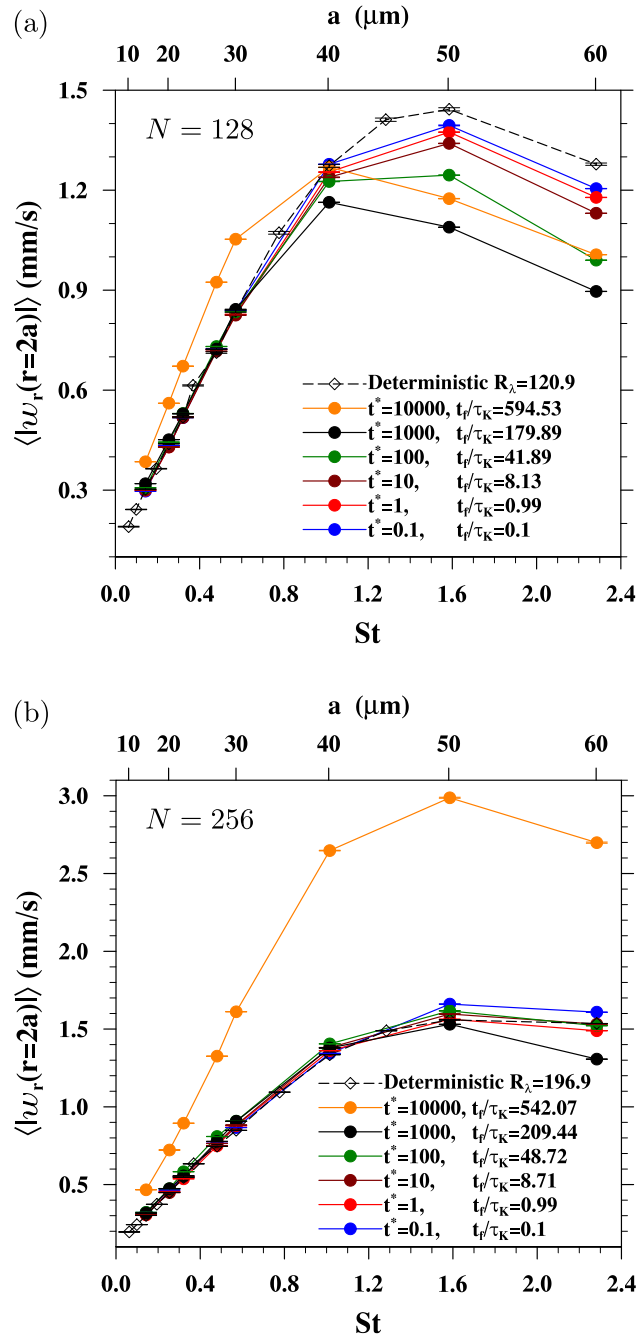 (a)
a (μm)
10 20 30 40 50 60
N = 128
1.5
1.2
0.9
0.6
0.3
⟨|w_r(r=2a)|⟩ (mm/s)
Deterministic R_λ=120.9
t*=10000, t_f/τ_K=594.53
t*=1000, t_f/τ_K=179.89
t*=100, t_f/τ_K=41.89
t*=10, t_f/τ_K=8.13
t*=1, t_f/τ_K=0.99
t*=0.1, t_f/τ_K=0.1
0.0 0.4 0.8 1.2 1.6 2.0 2.4
St
(b)
a (μm)
10 20 30 40 50 60
N = 256
3.0
2.5
2.0
1.5
1.0
0.5
⟨|w_r(r=2a)|⟩ (mm/s)
Deterministic R_λ=196.9
t*=10000, t_f/τ_K=542.07
t*=1000, t_f/τ_K=209.44
t*=100, t_f/τ_K=48.72
t*=10, t_f/τ_K=8.71
t*=1, t_f/τ_K=0.99
t*=0.1, t_f/τ_K=0.1
0.0 0.4 0.8 1.2 1.6 2.0 2.4
St